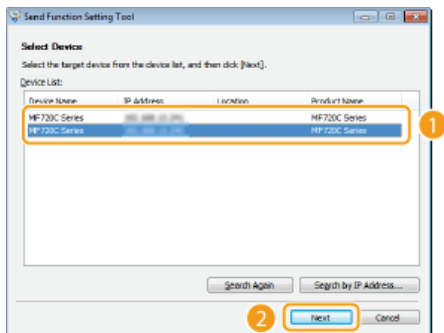 Send Function Setting Tool
Select Device
Select the target device from the device list, and then click [Next].
Device List:
Device Name IP Address Location Product Name
MF720C Series MF720C Series
MF720C Series MF720C Series
1
Search Again Search by IP Address...
2 Next Cancel